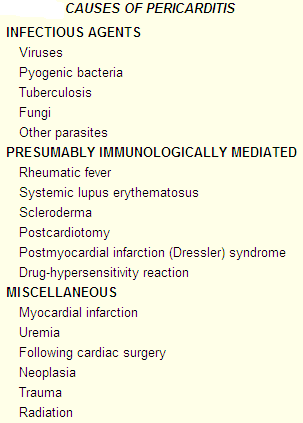 CAUSES OF PERICARDITIS
INFECTIOUS AGENTS
Viruses
Pyogenic bacteria
Tuberculosis
Fungi
Other parasites
PRESUMABLY IMMUNOLOGICALLY MEDIATED
Rheumatic fever
Systemic lupus erythematosus
Scleroderma
Postcardiotomy
Postmyocardial infarction (Dressler) syndrome
Drug-hypersensitivity reaction
MISCELLANEOUS
Myocardial infarction
Uremia
Following cardiac surgery
Neoplasia
Trauma
Radiation